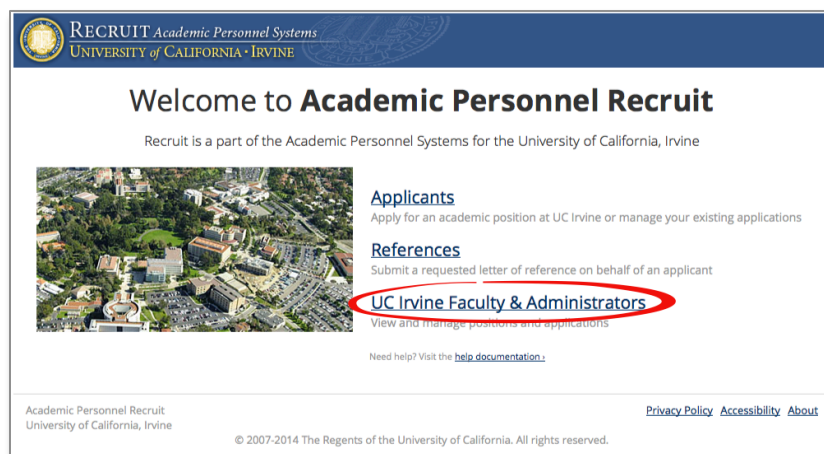 RECRUIT Academic Personnel Systems
UNIVERSITY of CALIFORNIA • IRVINE
Welcome to Academic Personnel Recruit
Recruit is a part of the Academic Personnel Systems for the University of California, Irvine
Applicants
Apply for an academic position at UC Irvine or manage your existing applications
References
Submit a requested letter of reference on behalf of an applicant
UC Irvine Faculty & Administrators
View and manage positions and applications
Need help? Visit the help documentation ›
Academic Personnel Recruit
University of California, Irvine
Privacy Policy Accessibility About
© 2007-2014 The Regents of the University of California. All rights reserved.